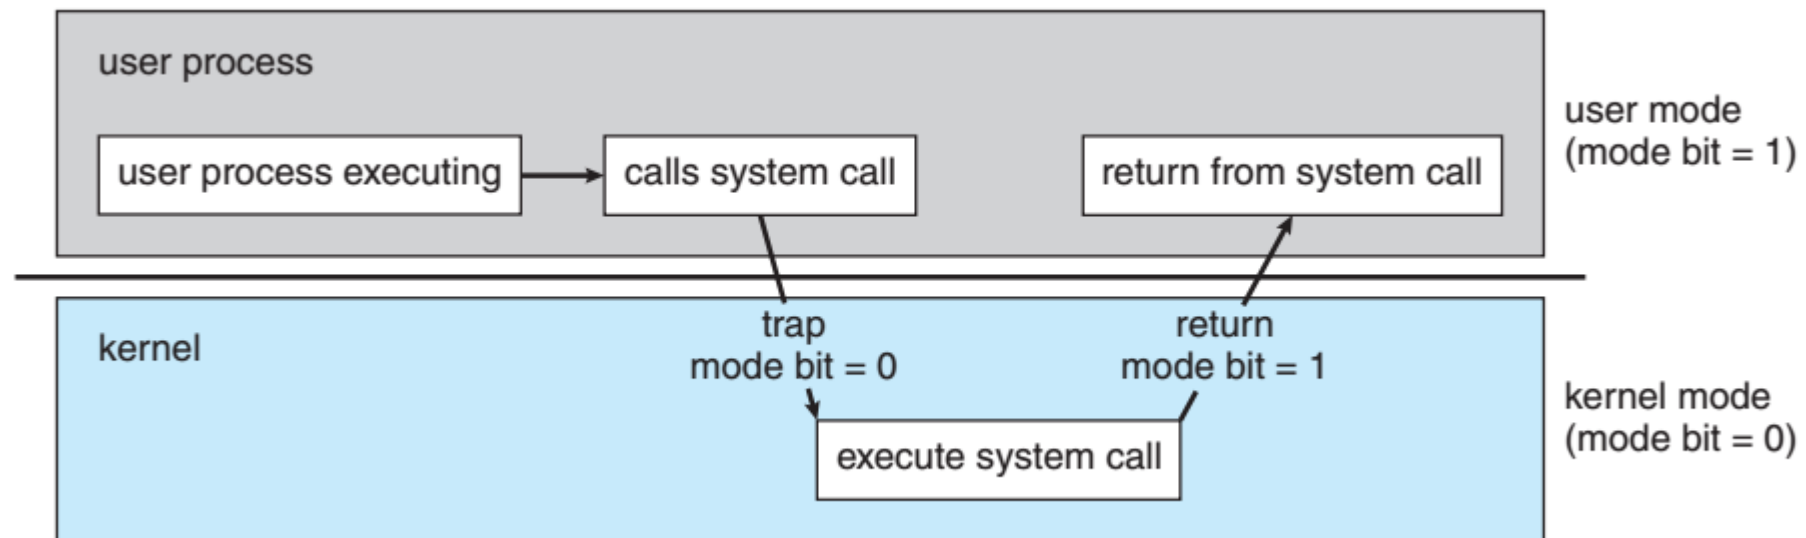 user process
user process executing
calls system call
return from system call
user mode
(mode bit = 1)
kernel
trap
mode bit = 0
return
mode bit = 1
execute system call
kernel mode
(mode bit = 0)